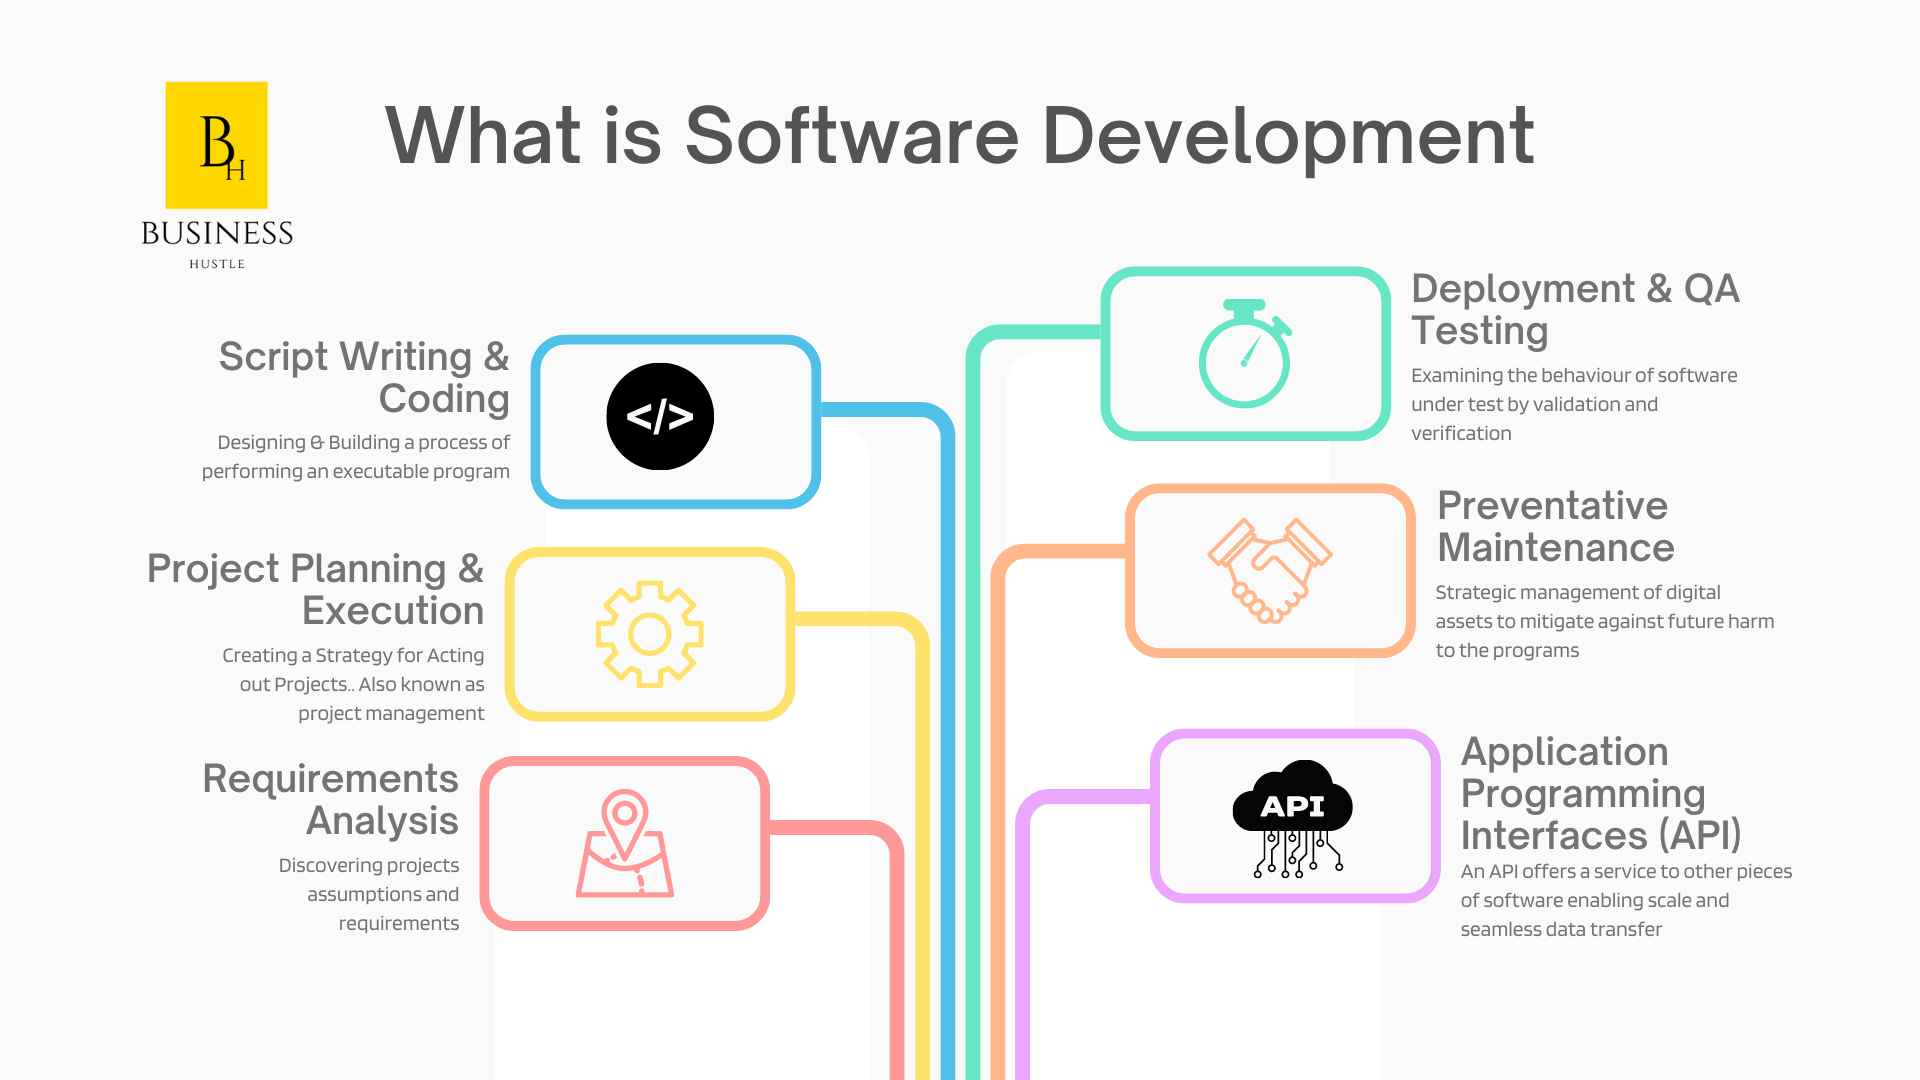 BH
BUSINESS
HUSTLE
What is Software Development
Script Writing &
Coding
Designing & Building a process of
performing an executable program
</>
Project Planning &
Execution
Creating a Strategy for Acting
out Projects.. Also known as
project management
Requirements
Analysis
Discovering projects
assumptions and
requirements
Deployment & QA
Testing
Examining the behaviour of software
under test by validation and
verification
Preventative
Maintenance
Strategic management of digital
assets to mitigate against future harm
to the programs
API
Application
Programming
Interfaces (API)
An API offers a service to other pieces
of software enabling scale and
seamless data transfer